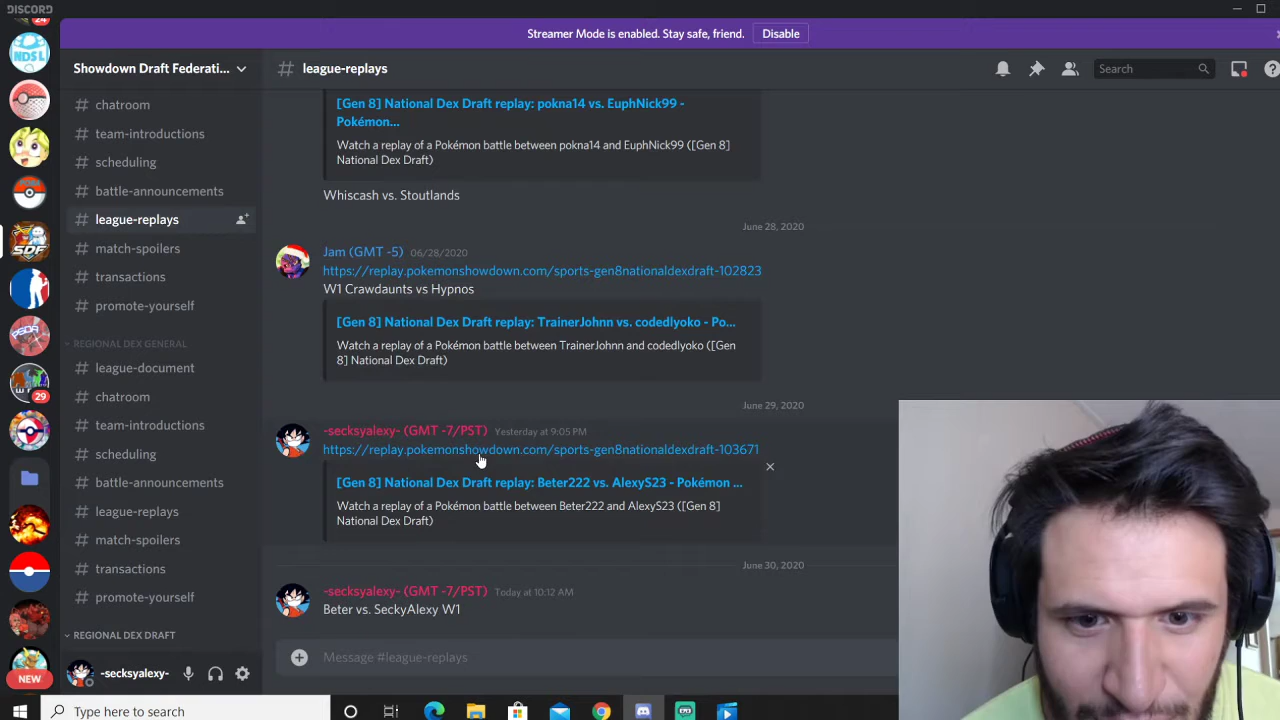 DISCORD
Streamer Mode is enabled. Stay safe, friend.
Disable
24
NDSL
Showdown Draft Federati...
# league-replays
Search
# chatroom
# team-introductions
# scheduling
# battle-announcements
# league-replays
# match-spoilers
# transactions
# promote-yourself
REGIONAL DEX GENERAL
# league-document
# chatroom
# team-introductions
# scheduling
# battle-announcements
# league-replays
# match-spoilers
# transactions
# promote-yourself
REGIONAL DEX DRAFT
SDF
29
NEW
[Gen 8] National Dex Draft replay: pokna14 vs. EuphNick99 -
Pokémon...
Watch a replay of a Pokémon battle between pokna14 and EuphNick99 ([Gen 8]
National Dex Draft)
Whiscash vs. Stoutlands
June 28, 2020
Jam (GMT -5) 06/28/2020
https://replay.pokemonshowdown.com/sports-gen8nationaldexdraft-102823
W1 Crawdaunts vs Hypnos
[Gen 8] National Dex Draft replay: TrainerJohnn vs. codedlyoko - Po...
Watch a replay of a Pokémon battle between TrainerJohnn and codedlyoko ([Gen
8] National Dex Draft)
June 29, 2020
-secksyalexy- (GMT -7/PST) Yesterday at 9:05 PM
https://replay.pokemonshowdown.com/sports-gen8nationaldexdraft-103671
[Gen 8] National Dex Draft replay: Beter222 vs. AlexyS23 - Pokémon ...
Watch a replay of a Pokémon battle between Beter222 and AlexyS23 ([Gen 8]
National Dex Draft)
June 30, 2020
-secksyalexy- (GMT -7/PST) Today at 10:12 AM
Beter vs. SeckyAlexy W1
Message #league-replays
-secksyalexy-
Type here to search